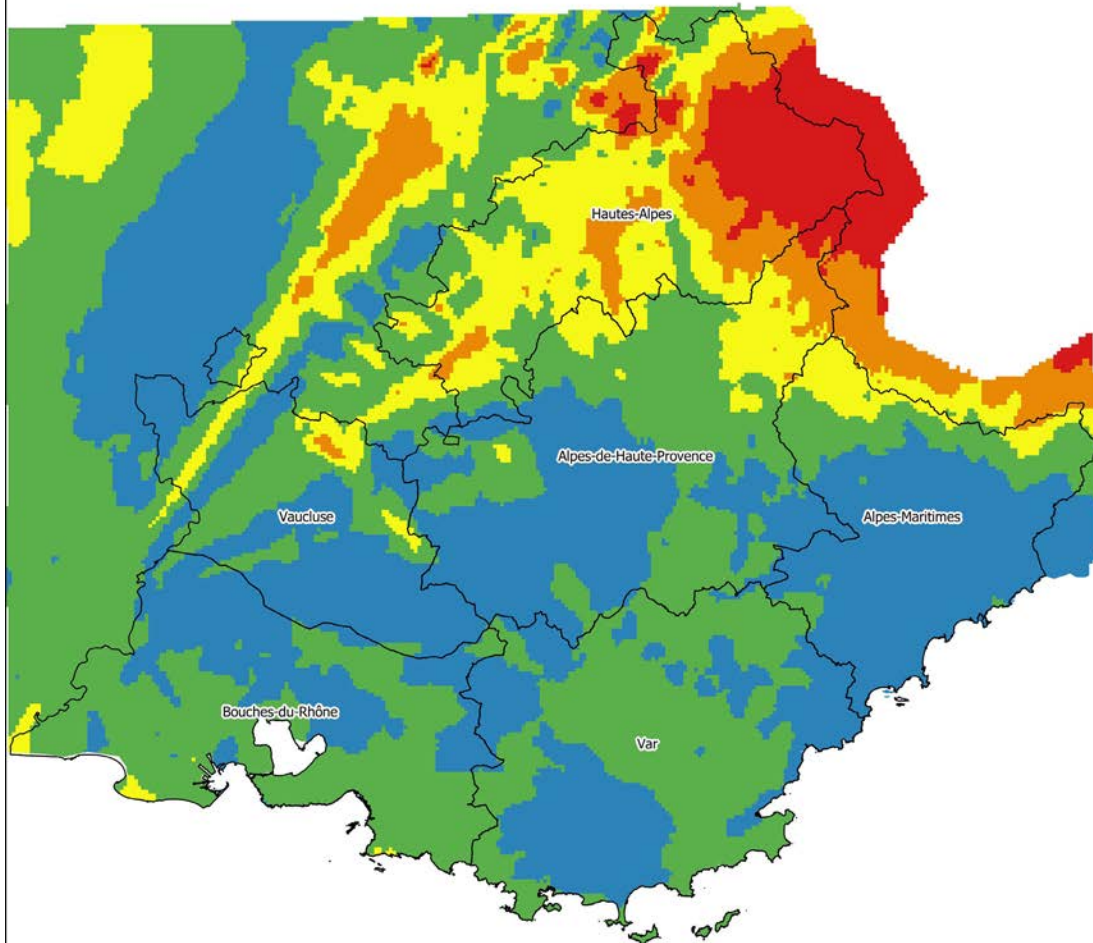 Hautes-Alpes
Alpes-de-Haute-Provence
Vaucluse
Alpes-Maritimes
Bouches-du-Rhône
Var